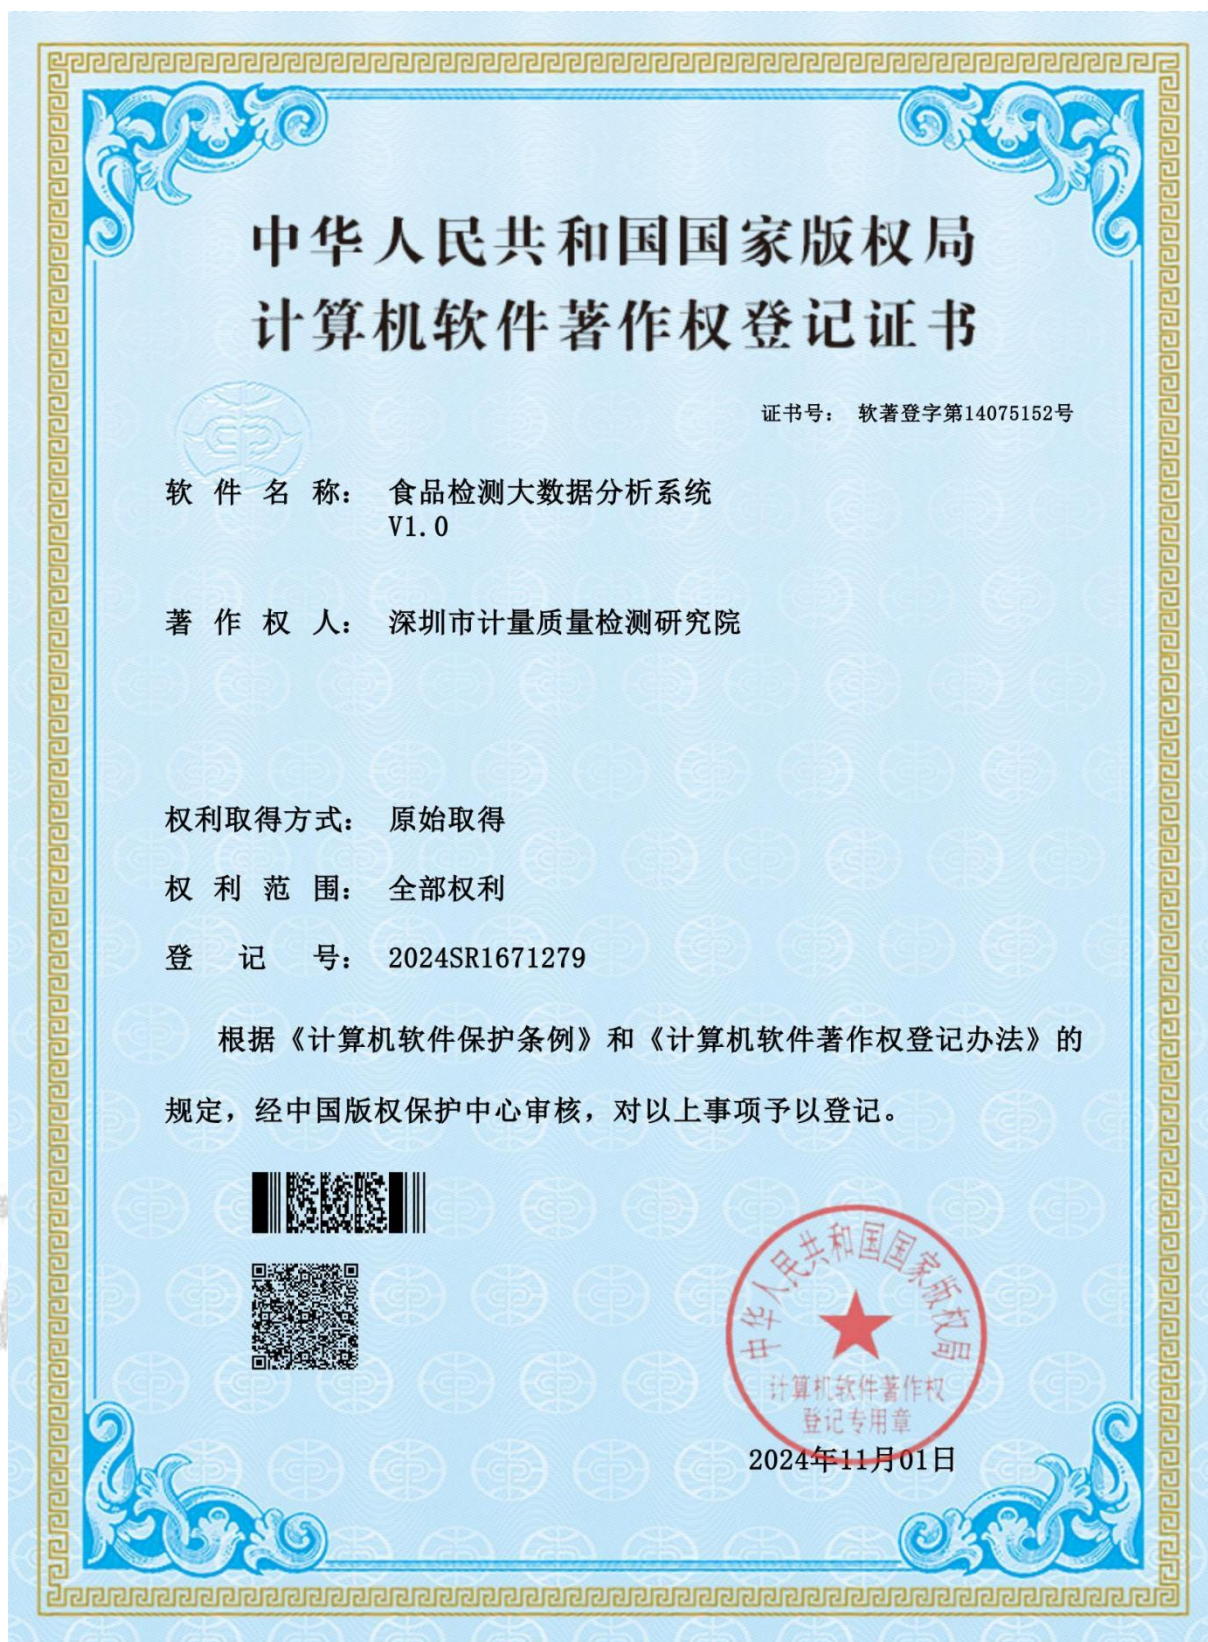 中华人民共和国国家版权局
计算机软件著作权登记证书
证书号： 软著登字第14075152号
软件名称： 食品检测大数据分析系统
V1.0
著作权人： 深圳市计量质量检测研究院
权利取得方式： 原始取得
权利范围： 全部权利
登记号： 2024SR1671279
根据《计算机软件保护条例》和《计算机软件著作权登记办法》的
规定，经中国版权保护中心审核，对以上事项予以登记。
中华人民共和国国家版权局
计算机软件著作权
登记专用章
2024年11月01日